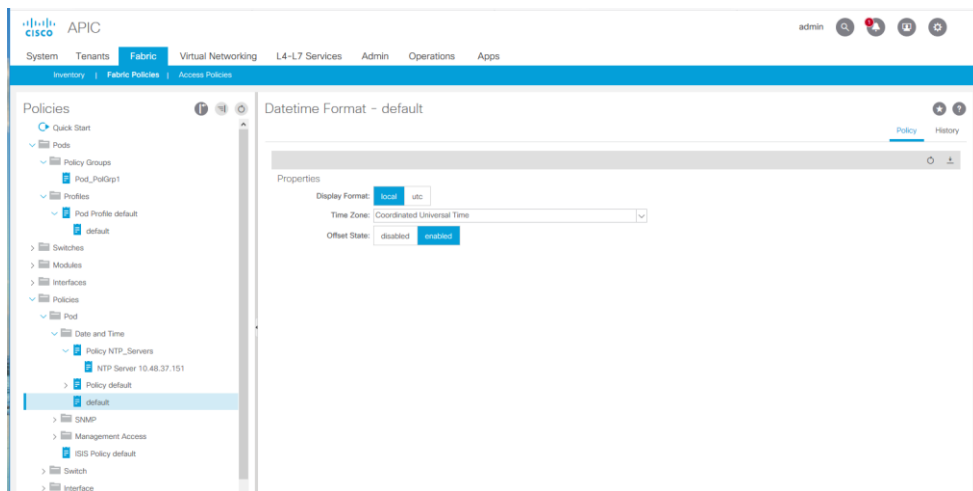 CISCO
APIC
admin
1
System Tenants Fabric Virtual Networking L4-L7 Services Admin Operations Apps
Inventory | Fabric Policies | Access Policies
Policies
Quick Start
Pods
Policy Groups
Pod_PolGrp1
Profiles
Pod Profile default
default
Switches
Modules
Interfaces
Policies
Pod
Date and Time
Policy NTP_Servers
NTP Server 10.48.37.151
Policy default
default
SNMP
Management Access
ISIS Policy default
Switch
Interface
Datetime Format - default
Policy History
Properties
Display Format: local utc
Time Zone: Coordinated Universal Time
Offset State: disabled enabled